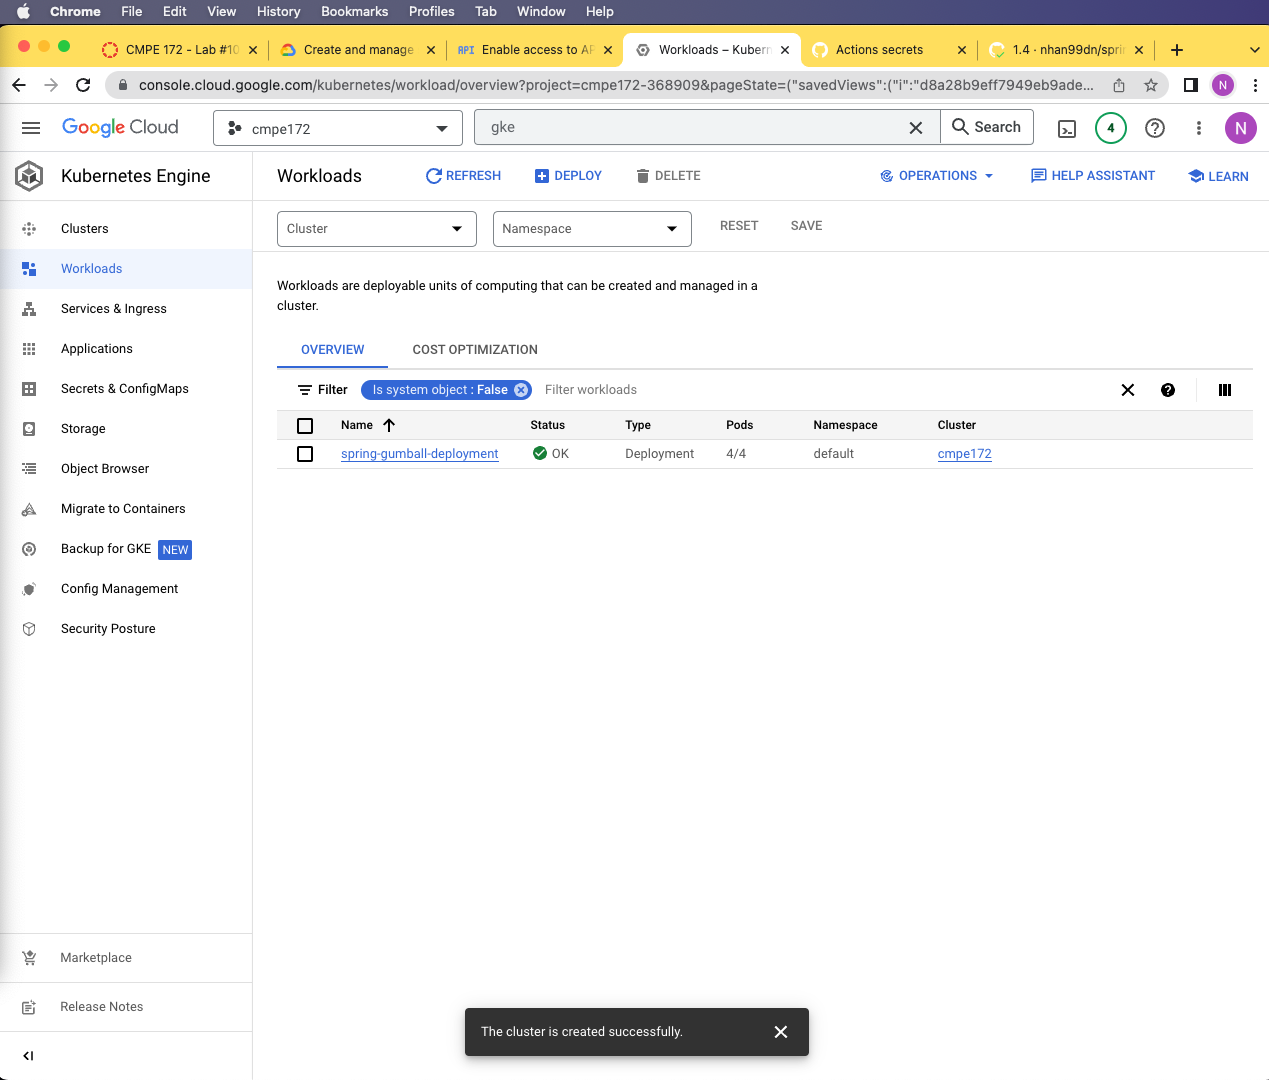 Chrome File Edit View History Bookmarks Profiles Tab Window Help
CMPE 172 - Lab #10 Create and manage API Enable access to AP Workloads – Kubern Actions secrets 1.4 · nhan99dn/spri
console.cloud.google.com/kubernetes/workload/overview?project=cmpe172-368909&pageState=("savedViews":("i":"d8a28b9eff7949eb9ade... N
Google Cloud cmpe172 gke Search 4 N
Kubernetes Engine
Workloads REFRESH DEPLOY DELETE OPERATIONS HELP ASSISTANT LEARN
Clusters
Workloads
Services & Ingress
Applications
Secrets & ConfigMaps
Storage
Object Browser
Migrate to Containers
Backup for GKE NEW
Config Management
Security Posture
Marketplace
Release Notes
Cluster Namespace RESET SAVE
Workloads are deployable units of computing that can be created and managed in a
cluster.
OVERVIEW COST OPTIMIZATION
Filter Is system object : False Filter workloads
Name Status Type Pods Namespace Cluster
spring-gumball-deployment OK Deployment 4/4 default cmpe172
The cluster is created successfully.